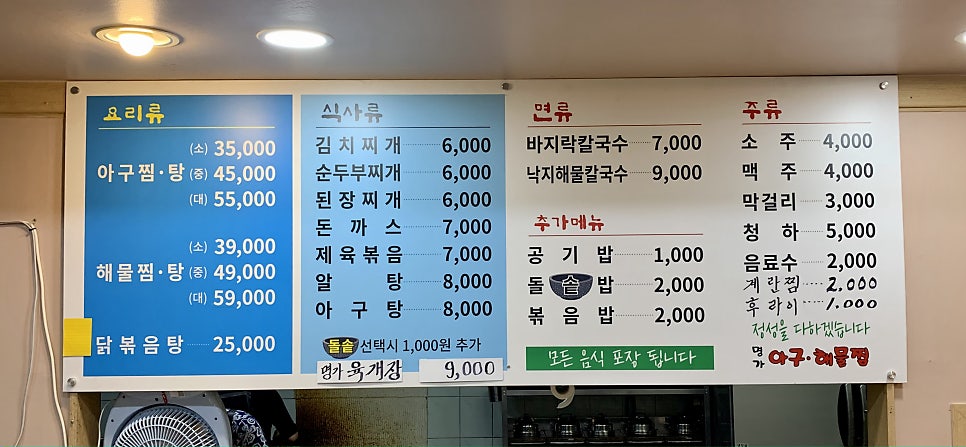 요리류
(소) 35,000
아구찜·탕 (중) 45,000
(대) 55,000
(소) 39,000
해물찜·탕 (중) 49,000
(대) 59,000
닭볶음탕 25,000
식사류
김치찌개 6,000
순두부찌개 6,000
된장찌개 6,000
돈까스 7,000
제육볶음 7,000
알탕 8,000
아구탕 8,000
돌솥 선택시 1,000원 추가
명가 육개장 9,000
면류
바지락칼국수 7,000
낙지해물칼국수 9,000
추가메뉴
공기밥 1,000
돌솥밥 2,000
볶음밥 2,000
모든 음식 포장 됩니다
주류
소주 4,000
맥주 4,000
막걸리 3,000
청하 5,000
음료수 2,000
계란찜 2.000
후라이 1.000
정성을 다하겠습니다
명가 아구·해물찜